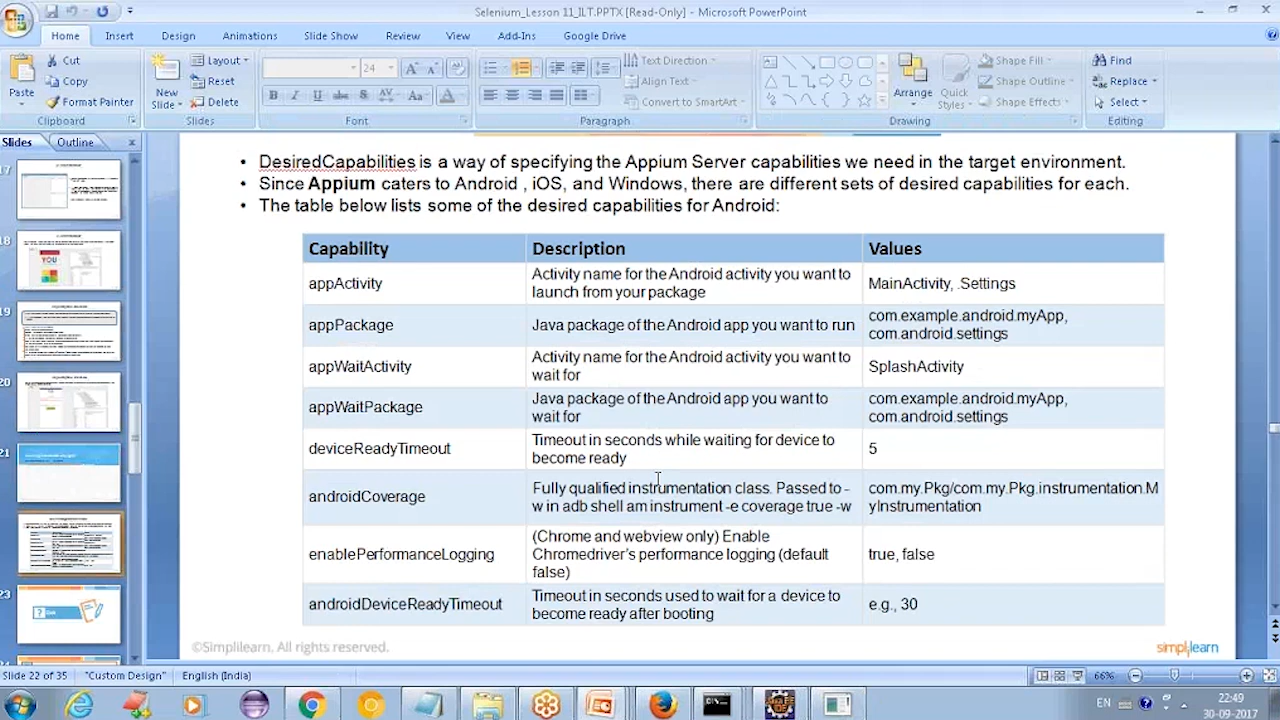 Selenium_Lesson 11_ILT.PPTX [Read-Only] - Microsoft PowerPoint
Home Insert Design Animations Slide Show Review View Add-Ins Google Drive
Paste Cut Copy Format Painter
Clipboard
New Slide Layout Reset Delete
Slides
24
Font
Text Direction
Align Text
Convert to SmartArt
Paragraph
Arrange Quick Styles Shape Fill Shape Outline Shape Effects
Drawing
Find
Replace
Select
Editing
Slides Outline
17
18
19
20
21
23
• DesiredCapabilities is a way of specifying the Appium Server capabilities we need in the target environment.
• Since Appium caters to Android, iOS, and Windows, there are different sets of desired capabilities for each.
• The table below lists some of the desired capabilities for Android:
Capability Description Values
appActivity Activity name for the Android activity you want to launch from your package MainActivity, .Settings
appPackage Java package of the Android app you want to run com.example.android.myApp, com.android.settings
appWaitActivity Activity name for the Android activity you want to wait for SplashActivity
appWaitPackage Java package of the Android app you want to wait for com.example.android.myApp, com.android.settings
deviceReadyTimeout Timeout in seconds while waiting for device to become ready 5
androidCoverage Fully qualified instrumentation class. Passed to -w in adb shell am instrument -e coverage true -w com.my.Pkg/com.my.Pkg.instrumentation.MyInstrumentation
enablePerformanceLogging (Chrome and webview only) Enable Chromedriver's performance logging (default false) true, false
androidDeviceReadyTimeout Timeout in seconds used to wait for a device to become ready after booting e.g., 30
©Simplilearn. All rights reserved.
simplilearn
Slide 22 of 35 "Custom Design" English (India) 66%
EN 22:49
30-09-2017